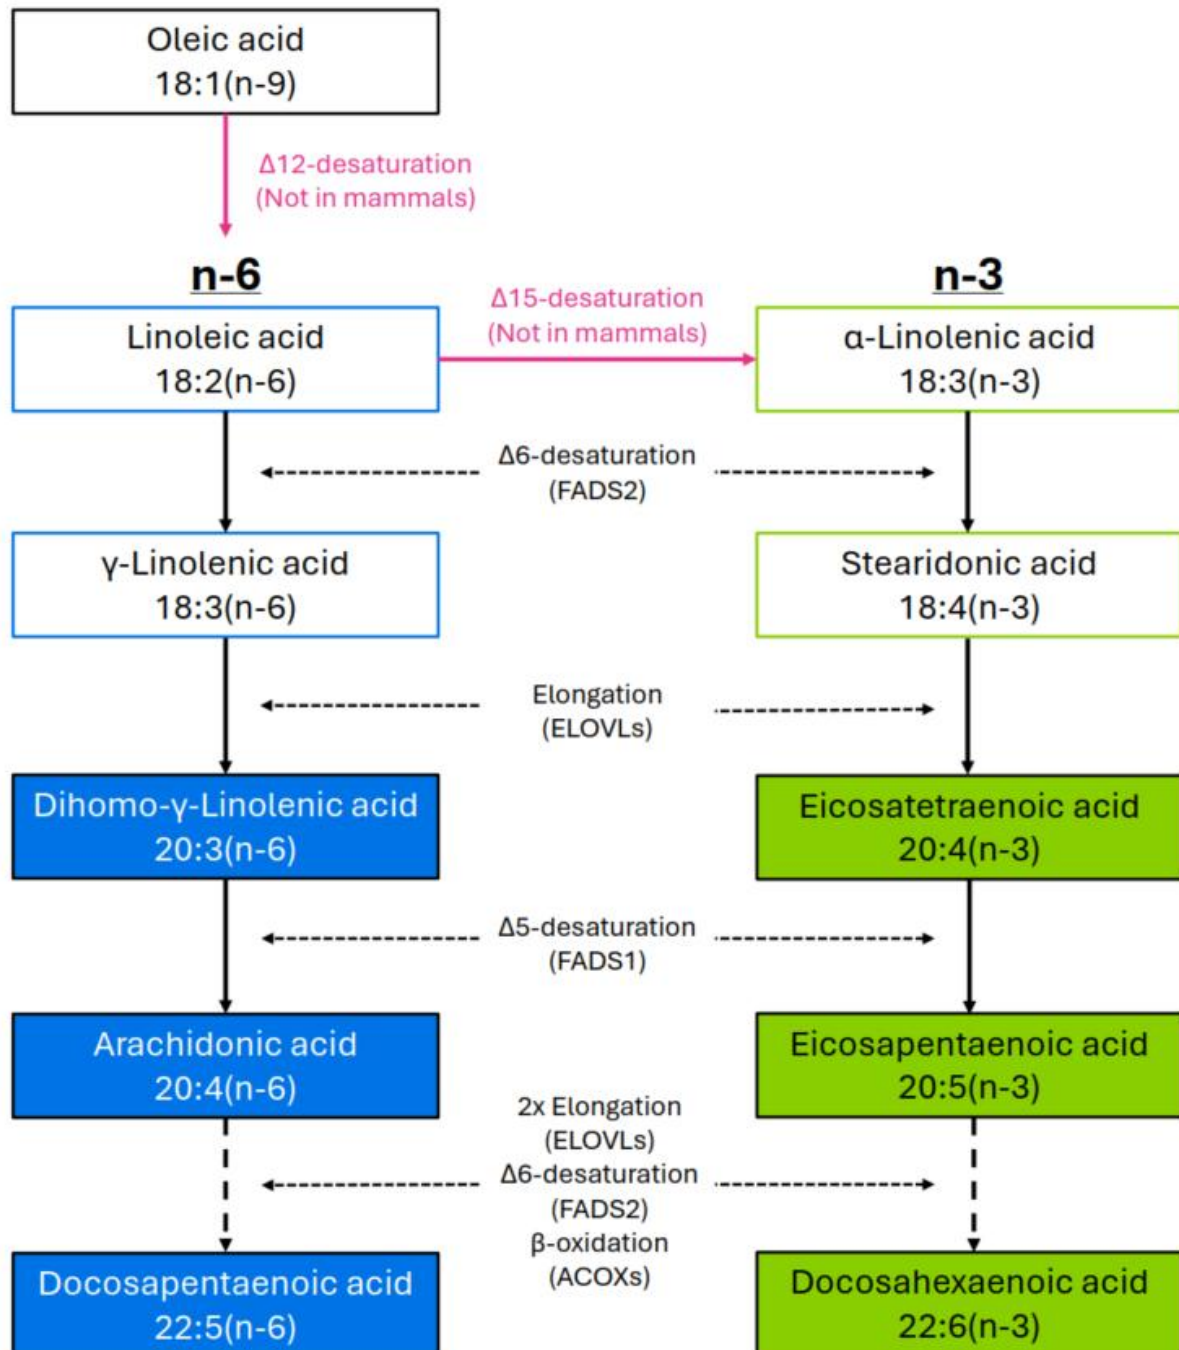 Oleic acid
18:1(n-9)
Δ12-desaturation
(Not in mammals)
n-6
n-3
Linoleic acid
18:2(n-6)
Δ15-desaturation
(Not in mammals)
α-Linolenic acid
18:3(n-3)
Δ6-desaturation
(FADS2)
γ-Linolenic acid
18:3(n-6)
Stearidonic acid
18:4(n-3)
Elongation
(ELOVLs)
Dihomo-γ-Linolenic acid
20:3(n-6)
Eicosatetraenoic acid
20:4(n-3)
Δ5-desaturation
(FADS1)
Arachidonic acid
20:4(n-6)
Eicosapentaenoic acid
20:5(n-3)
2x Elongation
(ELOVLs)
Δ6-desaturation
(FADS2)
β-oxidation
(ACOXs)
Docosapentaenoic acid
22:5(n-6)
Docosahexaenoic acid
22:6(n-3)